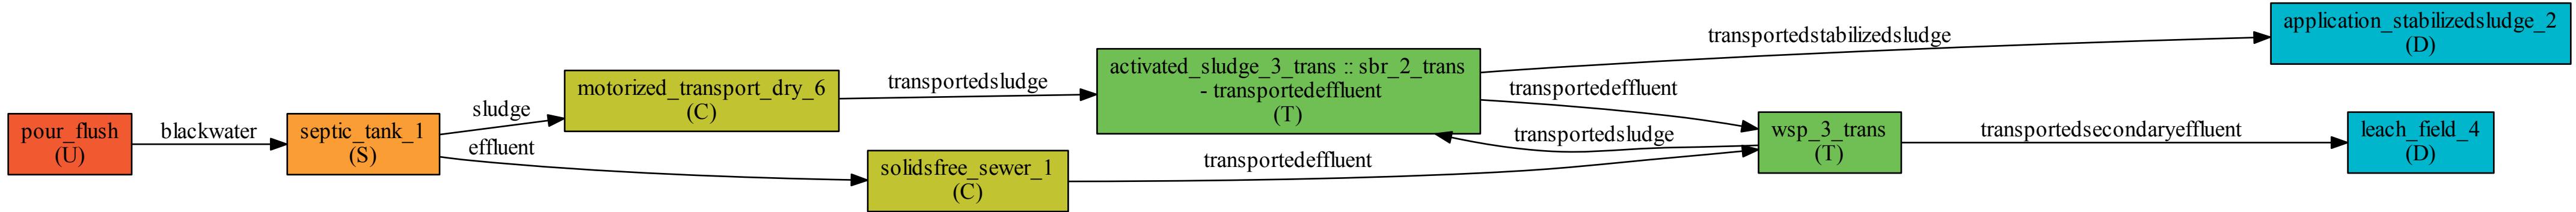 pour_flush
(U)
blackwater
septic_tank_1
(S)
sludge
effluent
motorized_transport_dry_6
(C)
solidsfree_sewer_1
(C)
transportedsludge
transportedeffluent
activated_sludge_3_trans :: sbr_2_trans
- transportedeffluent
(T)
transportedstabilizedsludge
transportedeffluent
transportedsludge
wsp_3_trans
(T)
transportedsecondaryeffluent
application_stabilizedsludge_2
(D)
leach_field_4
(D)